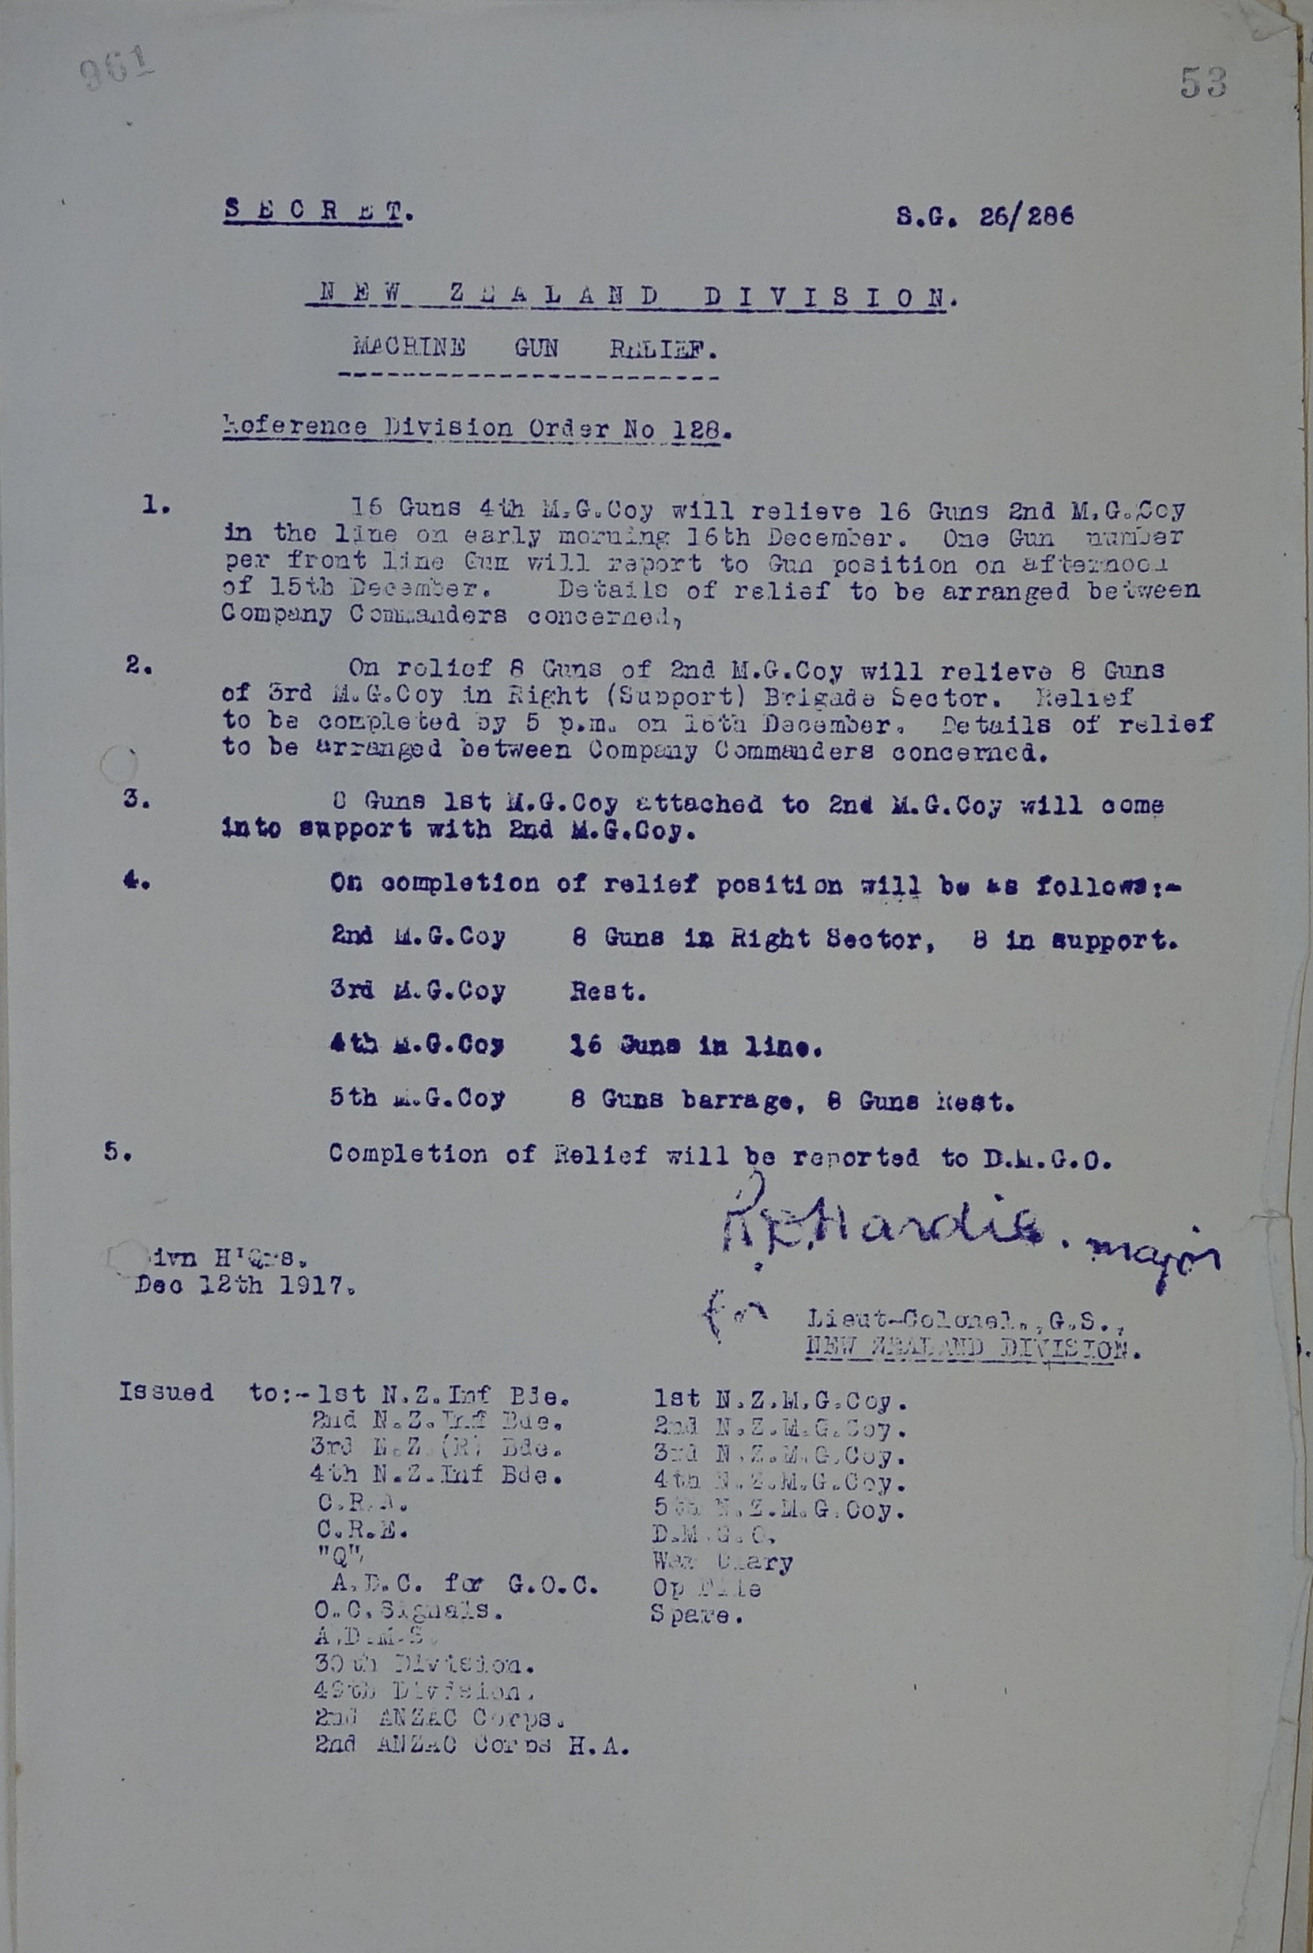 961
53
SECRET.
S.G. 26/286
NEW ZEALAND DIVISION.
MACHINE GUN RELIEF.
Reference Division Order No 128.
1. 16 Guns 4th M.G.Coy will relieve 16 Guns 2nd M.G.Coy
in the line on early morning 16th December. One Gun number
per front line Gun will report to Gun position on afternoon
of 15th December. Details of relief to be arranged between
Company Commanders concerned,
2. On relief 8 Guns of 2nd M.G.Coy will relieve 8 Guns
of 3rd M.G.Coy in Right (Support) Brigade Sector. Relief
to be completed by 5 p.m. on 16th December. Details of relief
to be arranged between Company Commanders concerned.
3. 8 Guns 1st M.G.Coy attached to 2nd M.G.Coy will come
into support with 2nd M.G.Coy.
4. On completion of relief position will be as follows:-
2nd M.G.Coy 8 Guns in Right Sector, 8 in support.
3rd M.G.Coy Rest.
4th M.G.Coy 16 Guns in line.
5th M.G.Coy 8 Guns barrage, 8 Guns Rest.
5. Completion of Relief will be reported to D.M.G.O.
Hardie. Major
for
ivn H'Qrs.
Dec 12th 1917.
Lieut-Colonel.,G.S.,
NEW ZEALAND DIVISION.
Issued to:- 1st N.Z.Inf Bde.
2nd N.Z.Inf Bde.
3rd N.Z.(R) Bde.
4th N.Z.Inf Bde.
C.R.A.
C.R.E.
"Q"
A.D.C. for G.O.C.
O.C.Signals.
A.D.M.S.
30th Division.
49th Division.
2nd ANZAC Corps.
2nd ANZAC Corps H.A.
1st N.Z.M.G.Coy.
2nd N.Z.M.G.Coy.
3rd N.Z.M.G.Coy.
4th N.Z.M.G.Coy.
5th N.Z.M.G.Coy.
D.M.G.O.
War Diary
Op File
Spare.